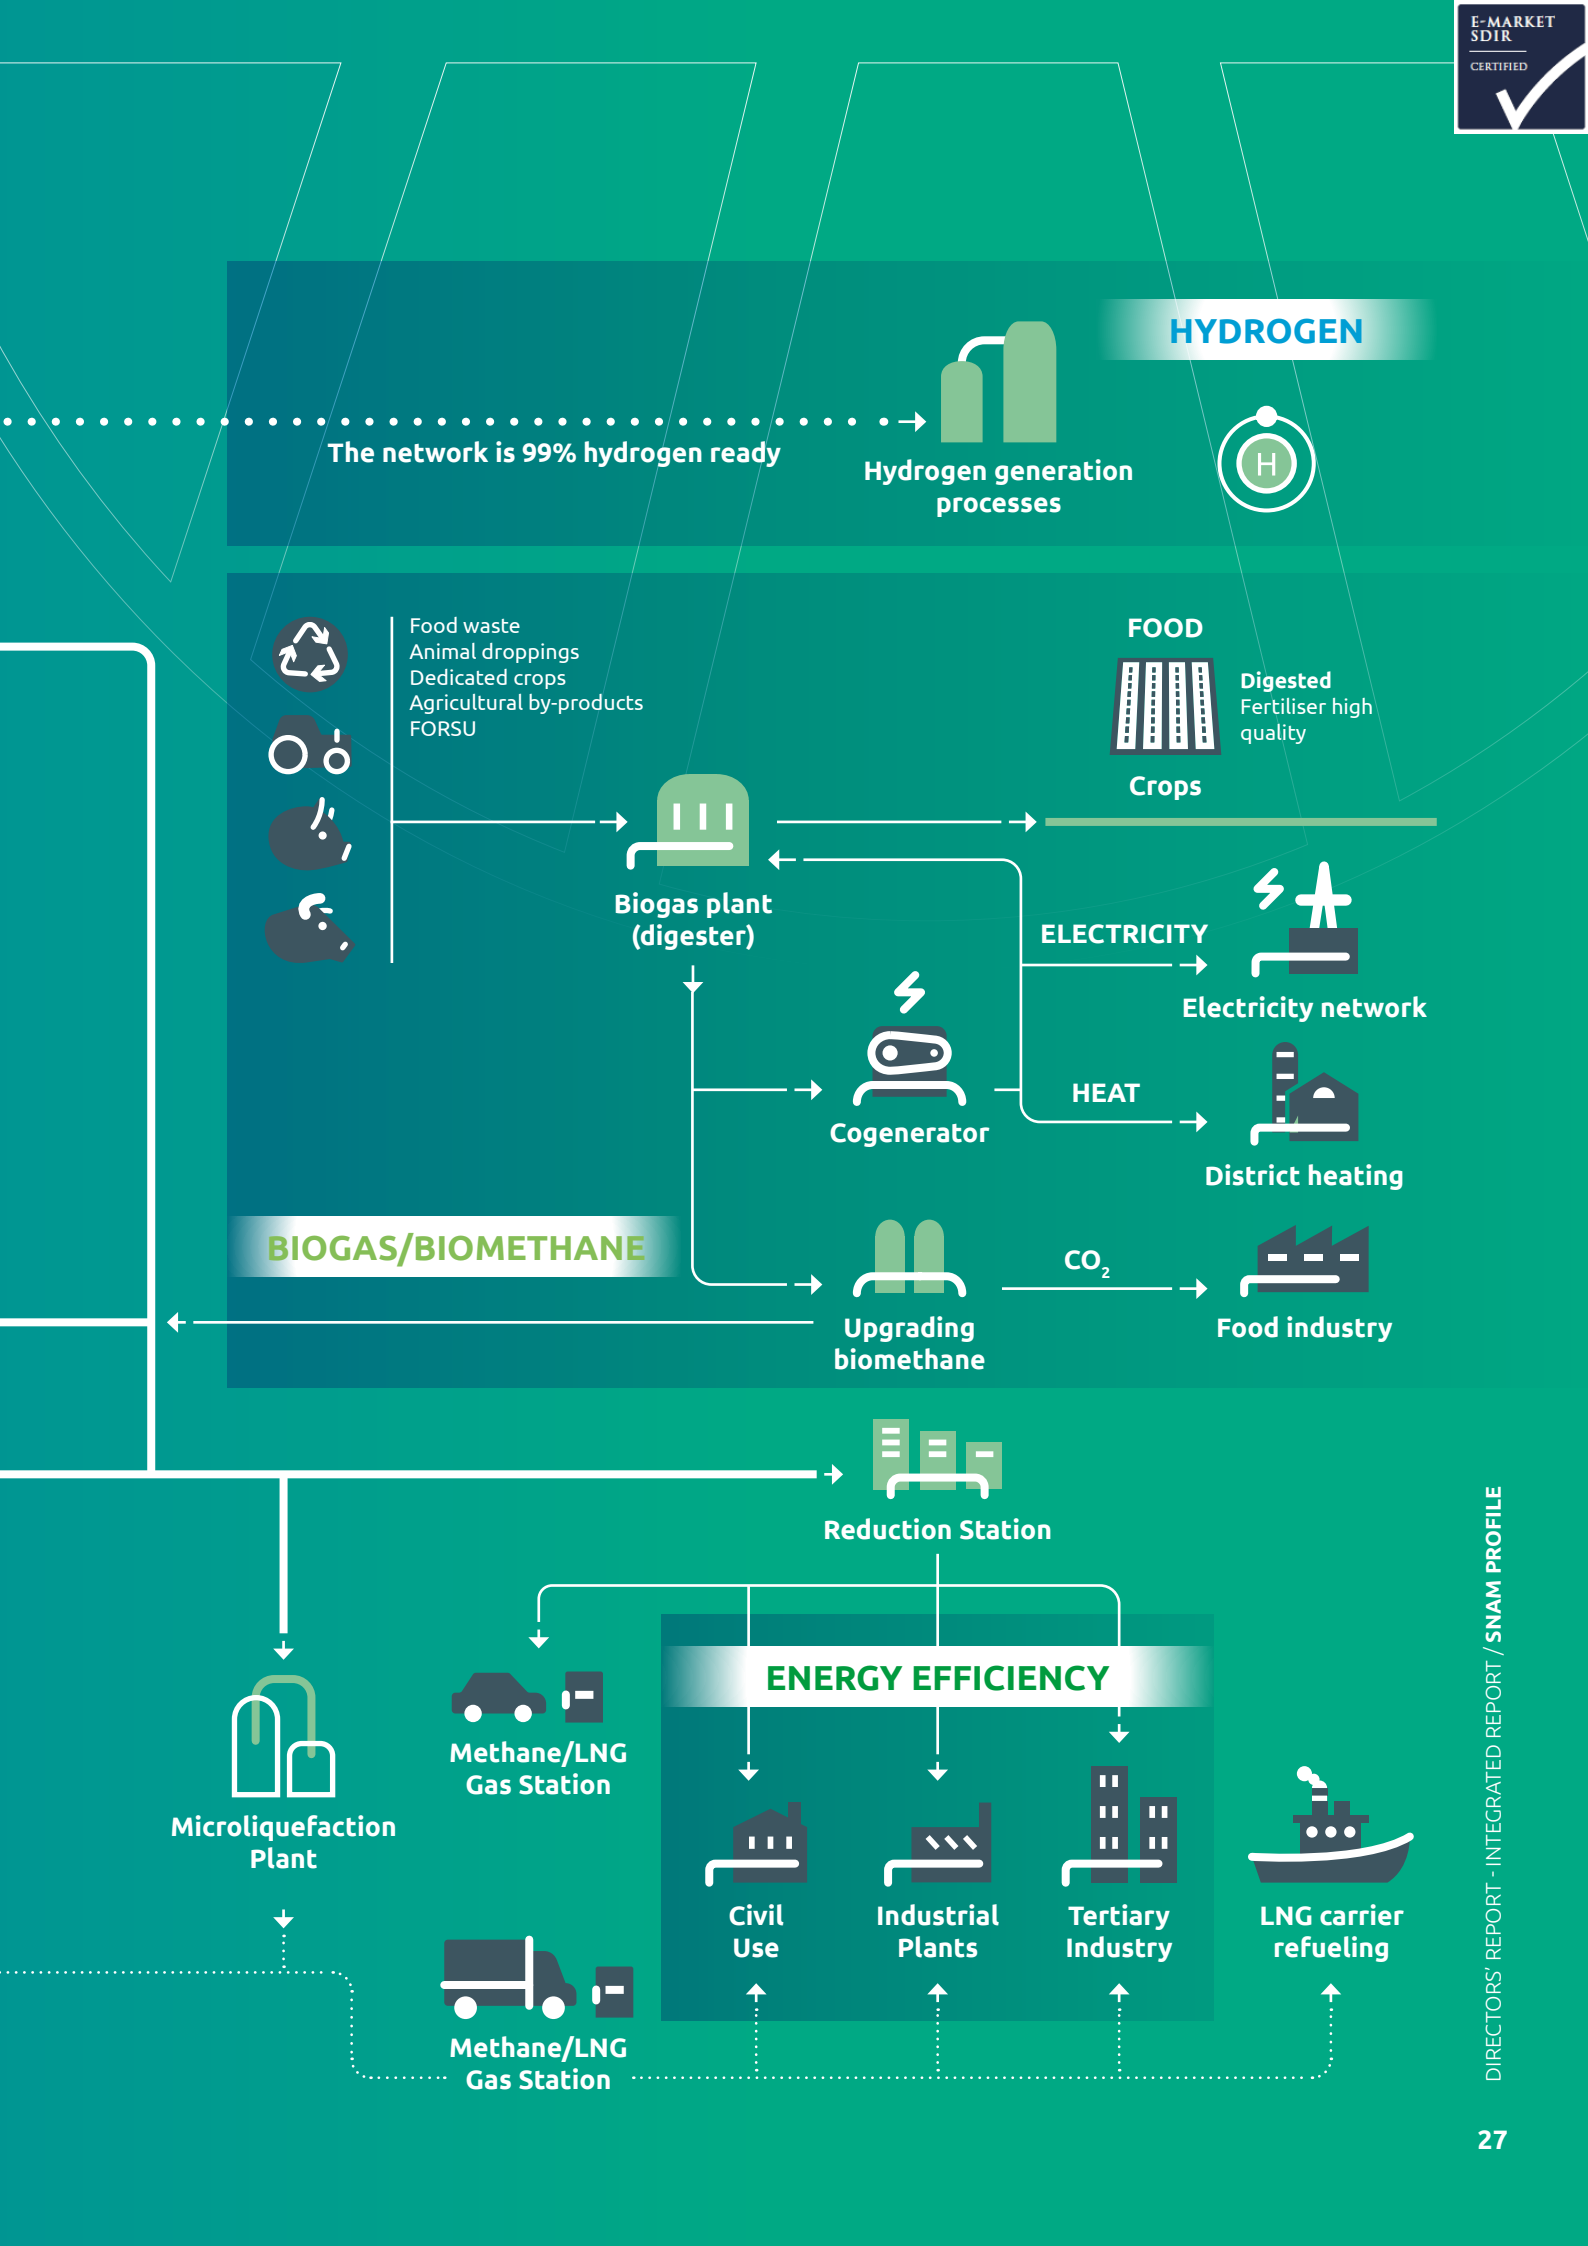 E-MARKET
SDIR
CERTIFIED
HYDROGEN
The network is 99% hydrogen ready
Hydrogen generation
processes
H
Food waste
Animal droppings
Dedicated crops
Agricultural by-products
FORSU
FOOD
Digested
Fertiliser high
quality
Crops
Biogas plant
(digester)
ELECTRICITY
Electricity network
Cogenerator
HEAT
District heating
BIOGAS/BIOMETHANE
CO2
Upgrading
biomethane
Food industry
Reduction Station
ENERGY EFFICIENCY
Methane/LNG
Gas Station
Microliquefaction
Plant
Civil
Use
Industrial
Plants
Tertiary
Industry
LNG carrier
refueling
Methane/LNG
Gas Station
DIRECTORS' REPORT - INTEGRATED REPORT / SNAM PROFILE
27